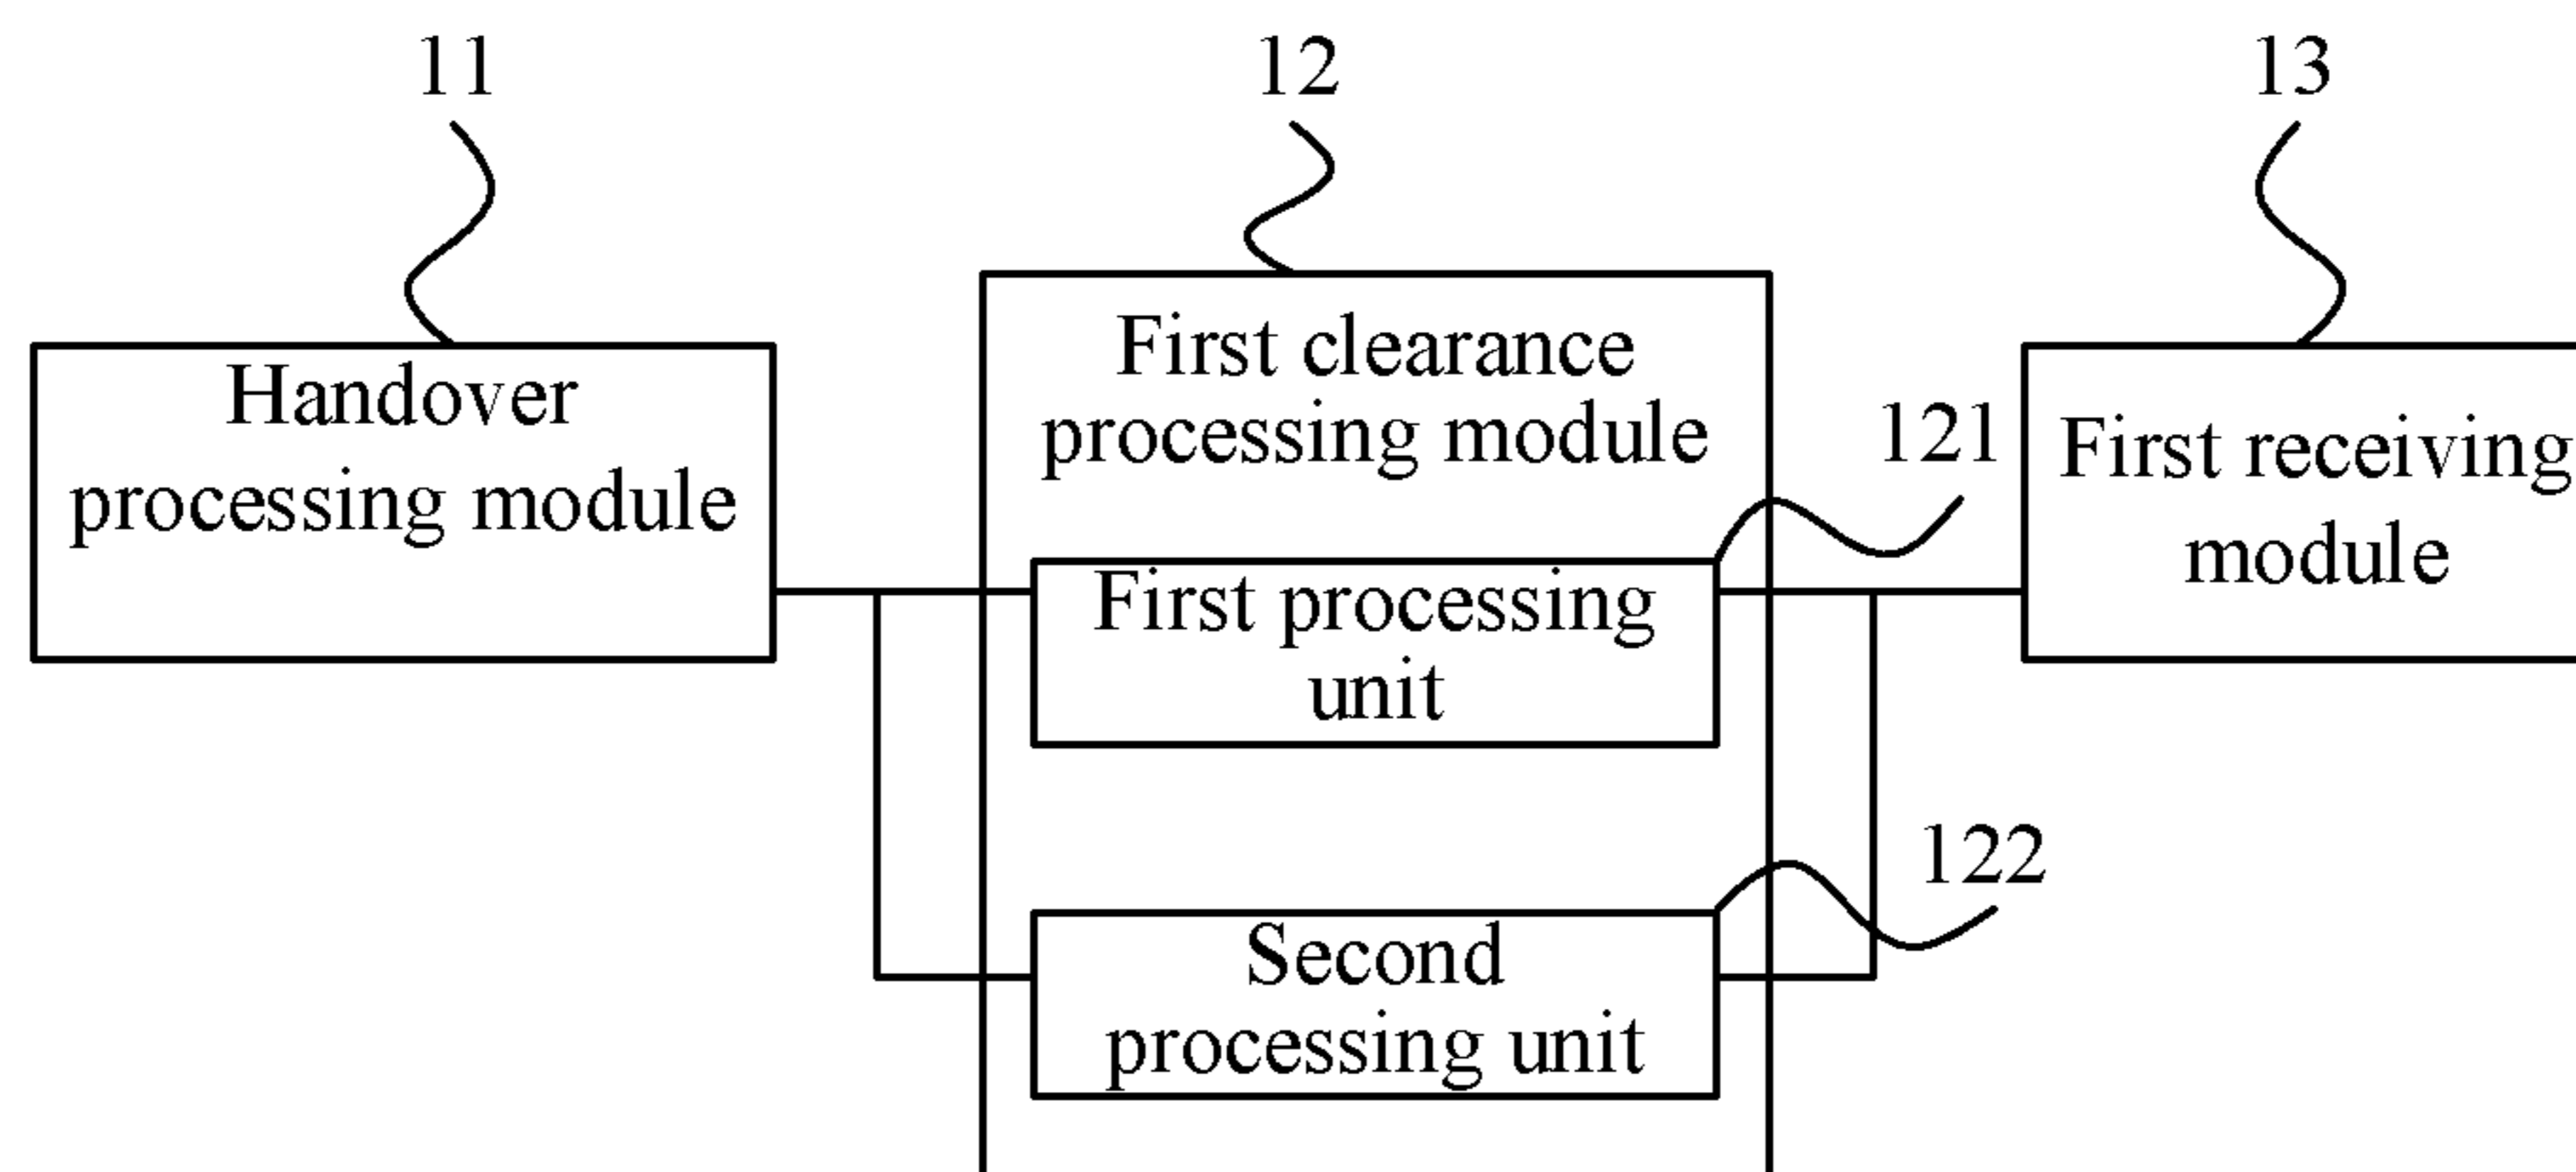 11
12
13
Handover
processing module
First clearance
processing module
121
First receiving
module
First processing
unit
122
Second
processing unit